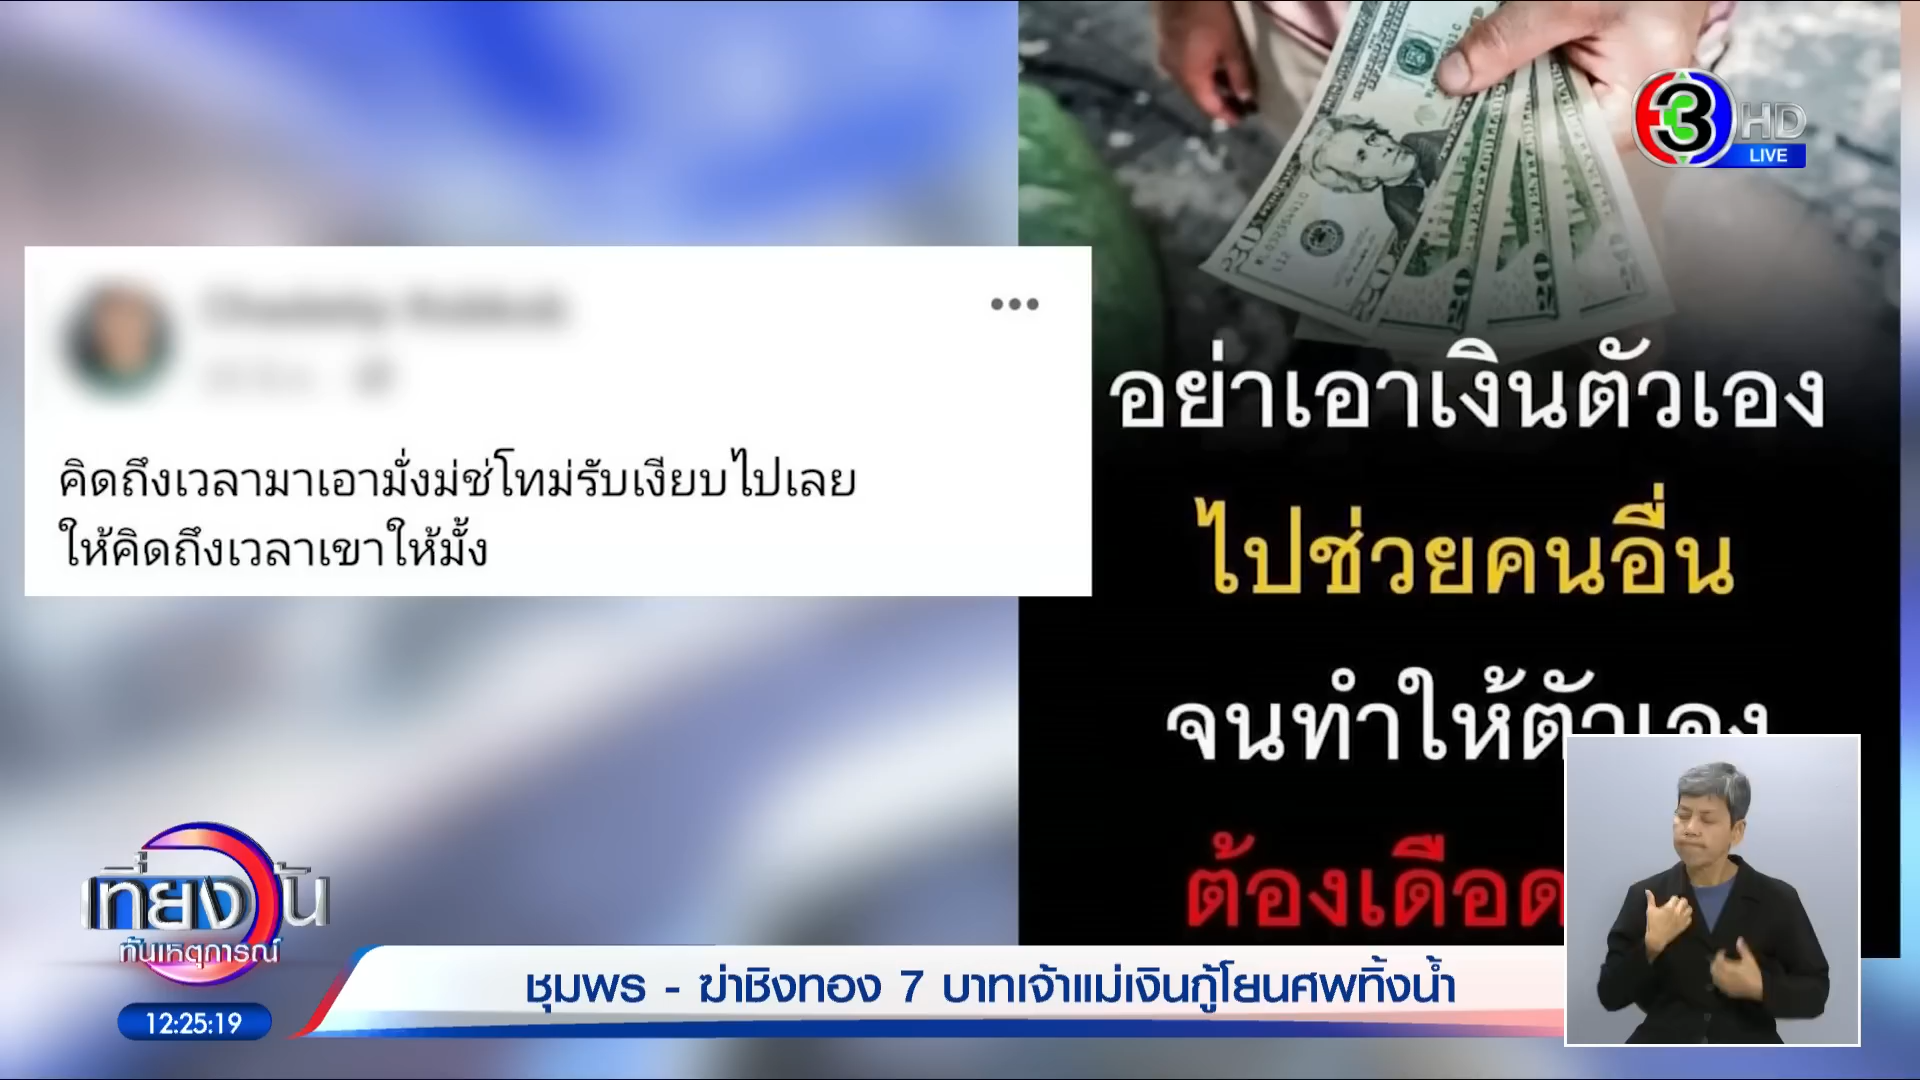 3 HD
LIVE
คิดถึงเวลามาเอามั่งม่ช่โทม่รับเงียบไปเลย
ให้คิดถึงเวลาเขาให้มั้ง
อย่าเอาเงินตัวเอง
ไปช่วยคนอื่น
จนทำให้ตัวเอง
ต้องเดือด
เที่ยงวัน
ทันเหตุการณ์
12:25:19
ชุมพร - ฆ่าชิงทอง 7 บาทเจ้าแม่เงินกู้โยนศพทิ้งน้ำ